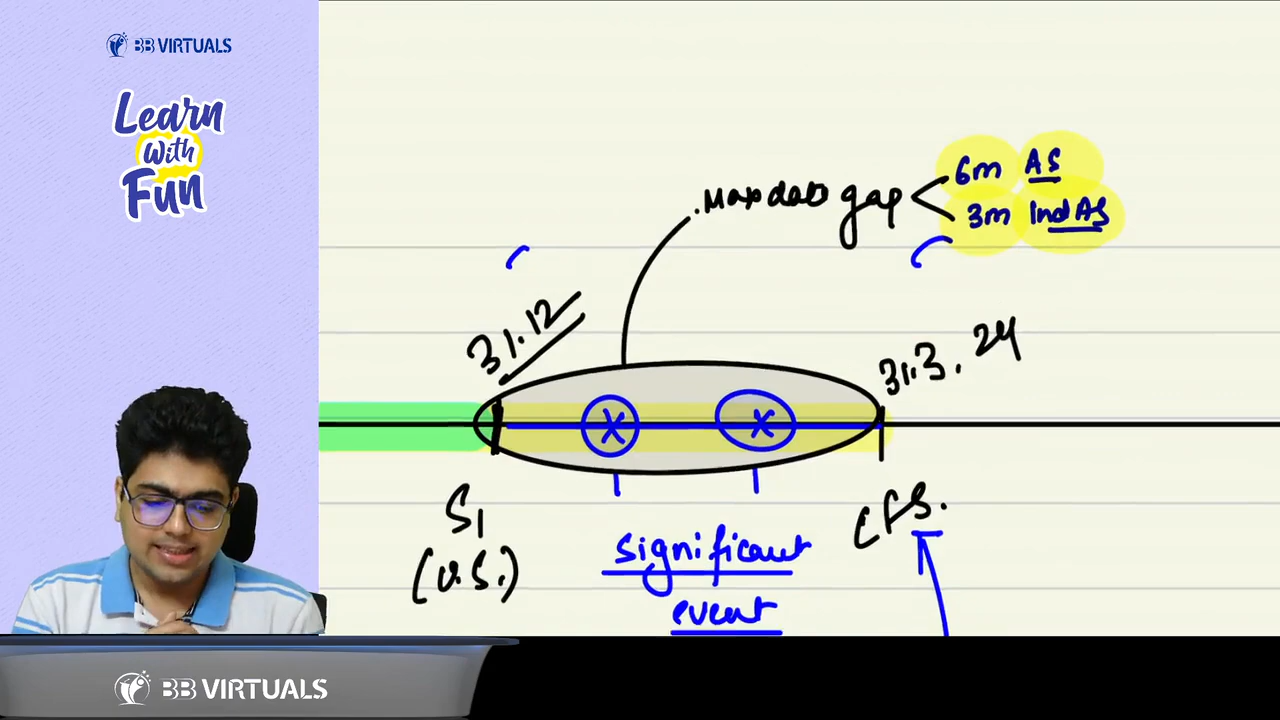 BB VIRTUALS
Learn
With
Fun
6m AS
Max date gap
3m Ind AS
31.12
31.3.24
S1
(U.S.)
CFS.
significant
event
BB VIRTUALS